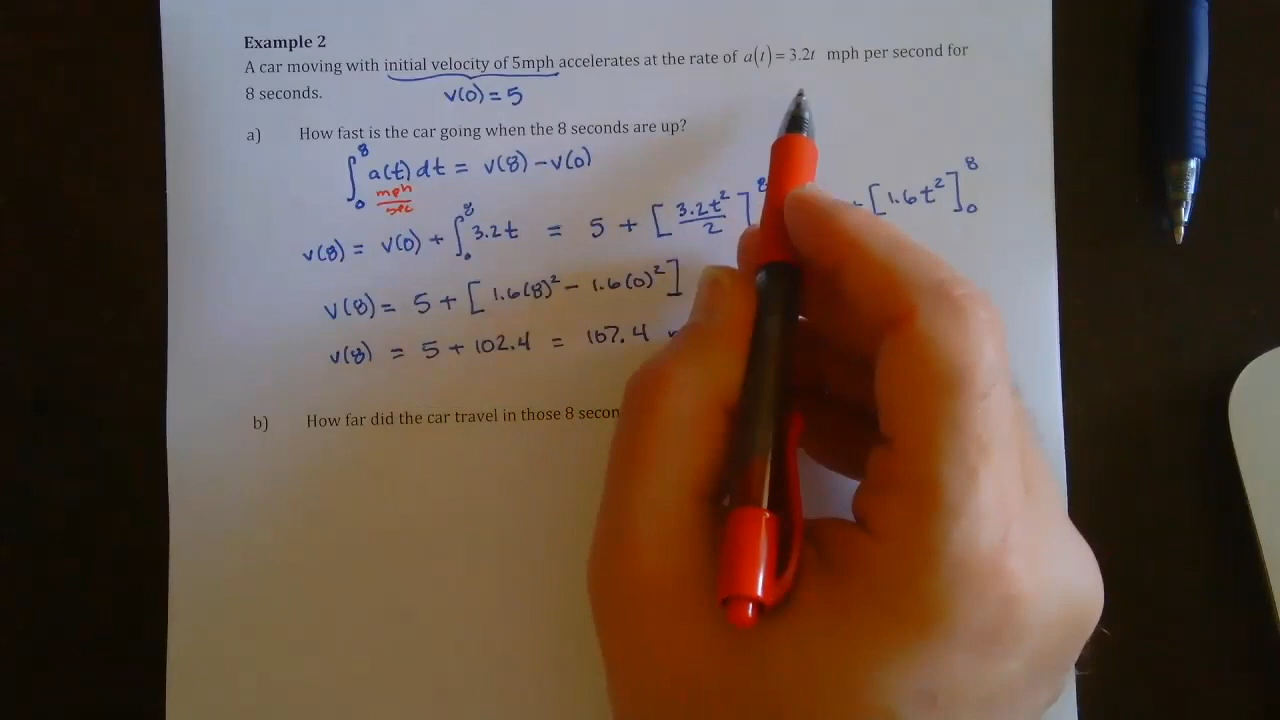 Example 2
A car moving with initial velocity of 5mph accelerates at the rate of a(t) = 3.2t mph per second for
8 seconds.
v(0) = 5
a) How fast is the car going when the 8 seconds are up?
∫₀⁸ a(t) dt = v(8) - v(0)
mph
sec
v(8) = v(0) + ∫₀⁸ 3.2t = 5 + [3.2t²/2]⁸ + [1.6t²]₀⁸
v(8) = 5 + [1.6(8)² - 1.6(0)²]
v(8) = 5 + 102.4 = 107.4
b) How far did the car travel in those 8 secon